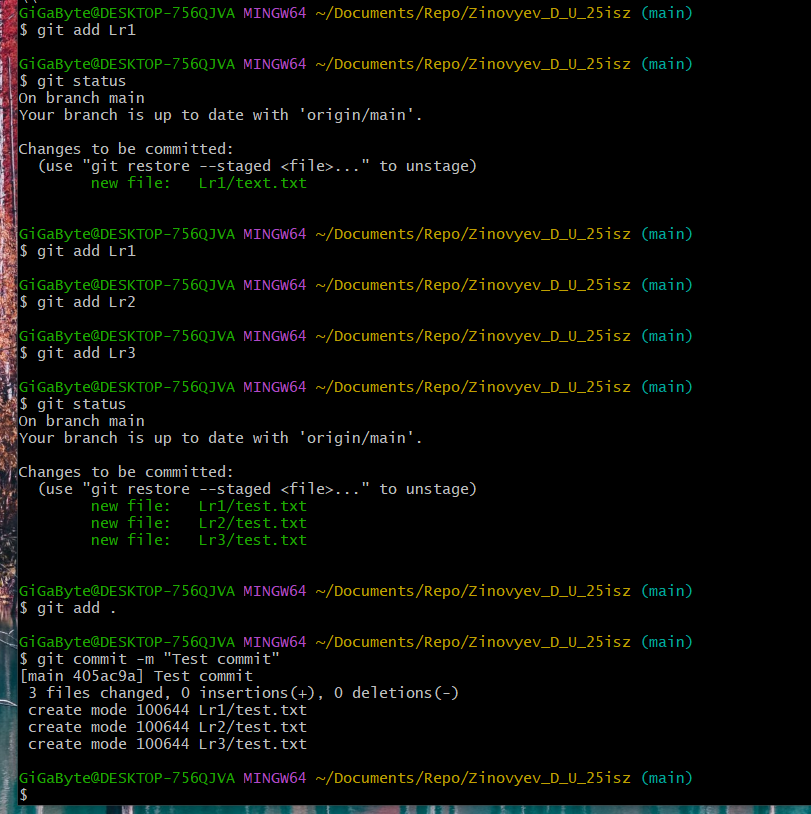 GiGaByte@DESKTOP-756QJVA MINGW64 ~/Documents/Repo/Zinovyev_D_U_25isz (main)
$ git add Lr1

GiGaByte@DESKTOP-756QJVA MINGW64 ~/Documents/Repo/Zinovyev_D_U_25isz (main)
$ git status
On branch main
Your branch is up to date with 'origin/main'.

Changes to be committed:
  (use "git restore --staged <file>..." to unstage)
        new file:   Lr1/text.txt


GiGaByte@DESKTOP-756QJVA MINGW64 ~/Documents/Repo/Zinovyev_D_U_25isz (main)
$ git add Lr1

GiGaByte@DESKTOP-756QJVA MINGW64 ~/Documents/Repo/Zinovyev_D_U_25isz (main)
$ git add Lr2

GiGaByte@DESKTOP-756QJVA MINGW64 ~/Documents/Repo/Zinovyev_D_U_25isz (main)
$ git add Lr3

GiGaByte@DESKTOP-756QJVA MINGW64 ~/Documents/Repo/Zinovyev_D_U_25isz (main)
$ git status
On branch main
Your branch is up to date with 'origin/main'.

Changes to be committed:
  (use "git restore --staged <file>..." to unstage)
        new file:   Lr1/test.txt
        new file:   Lr2/test.txt
        new file:   Lr3/test.txt


GiGaByte@DESKTOP-756QJVA MINGW64 ~/Documents/Repo/Zinovyev_D_U_25isz (main)
$ git add .

GiGaByte@DESKTOP-756QJVA MINGW64 ~/Documents/Repo/Zinovyev_D_U_25isz (main)
$ git commit -m "Test commit"
[main 405ac9a] Test commit
 3 files changed, 0 insertions(+), 0 deletions(-)
 create mode 100644 Lr1/test.txt
 create mode 100644 Lr2/test.txt
 create mode 100644 Lr3/test.txt

GiGaByte@DESKTOP-756QJVA MINGW64 ~/Documents/Repo/Zinovyev_D_U_25isz (main)
$